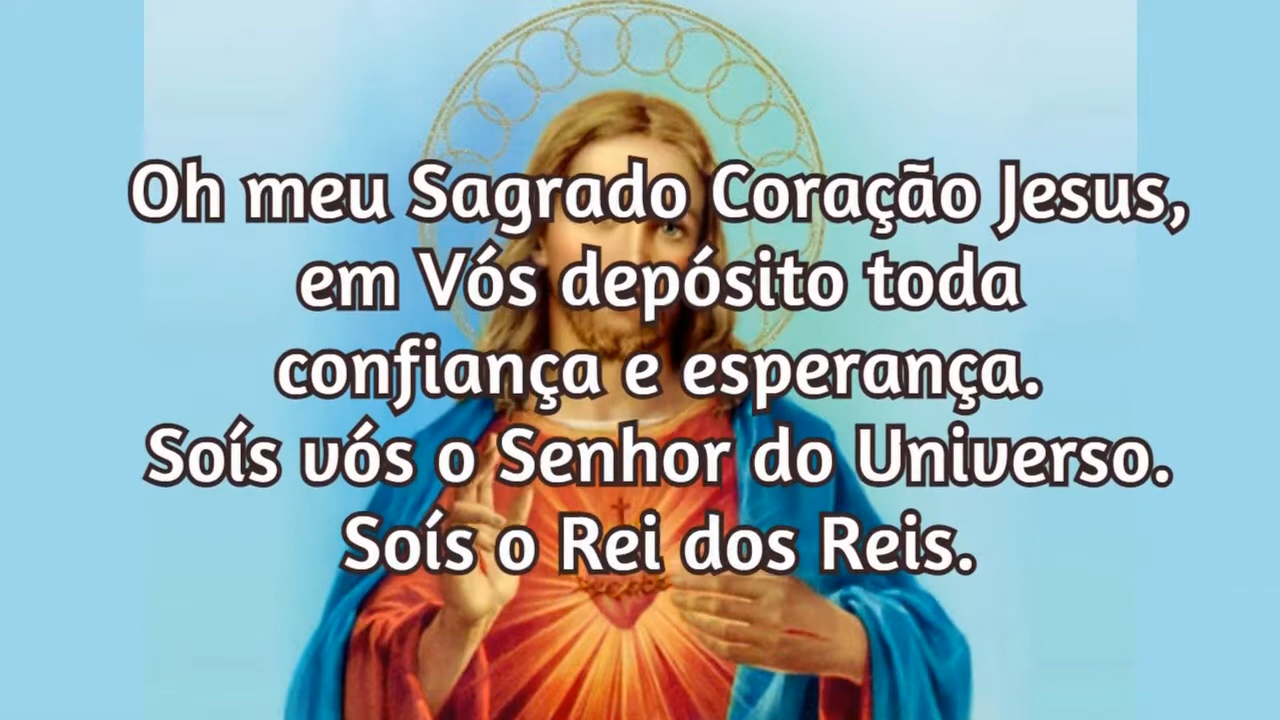 Oh meu Sagrado Coração Jesus,
em Vós depósito toda
confiança e esperança.
Soís vós o Senhor do Universo.
Soís o Rei dos Reis.